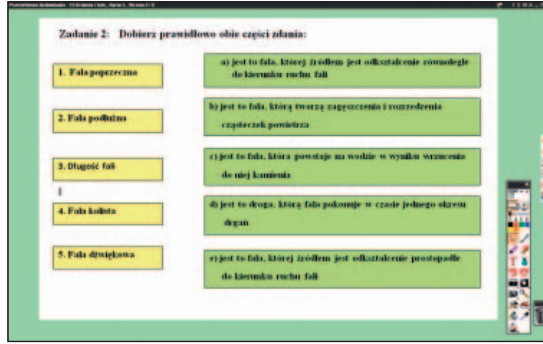 Zadanie 2: Dobierz prawidłowo obie części zdania:
1. Fala poprzeczna
a) jest to fala, której źródłem jest odkształcenie równolegle
do kierunku ruchu fali
2. Fala podłużna
b) jest to fala, którą tworzą zagęszczenia i rozrzedzenia
cząsteczek powietrza
3. Długość fali
c) jest to fala, która powstaje na wodzie w wyniku wrzucenia
do niej kamienia
4. Fala kolista
d) jest to droga, którą fala pokonuje w czasie jednego okresu
drgań
5. Fala dźwiękowa
e) jest to fala, której źródłem jest odkształcenie prostopadłe
do kierunku ruchu fali